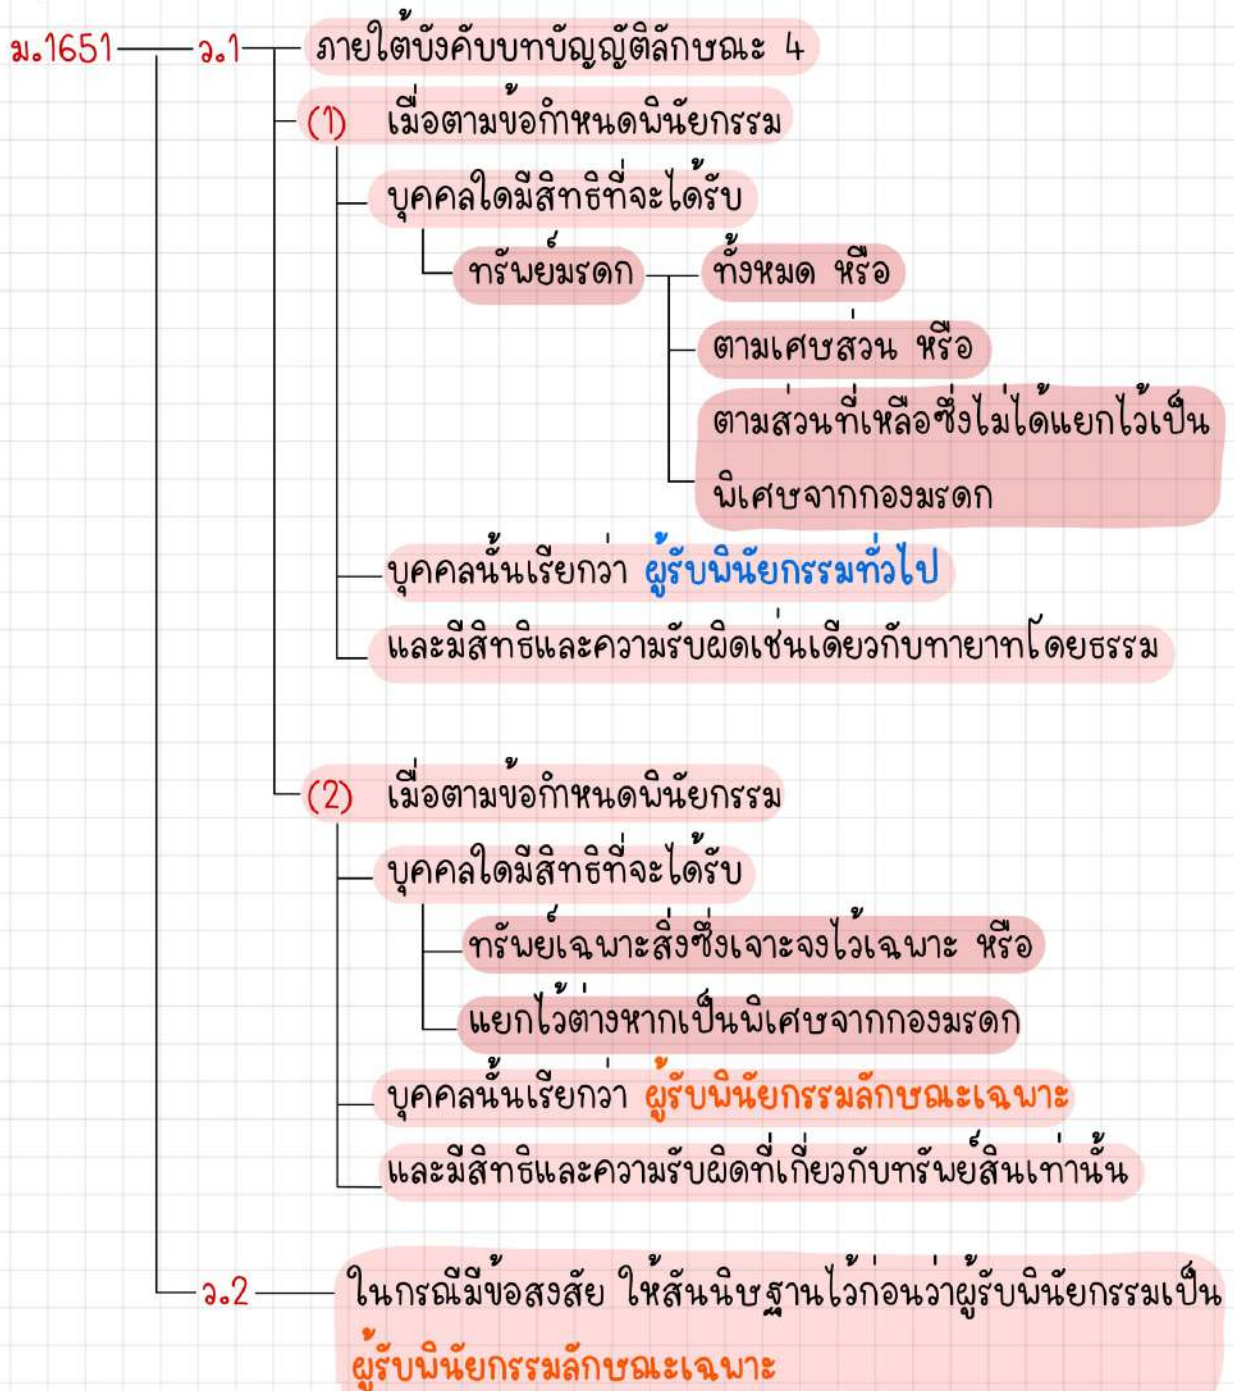 ม.1651 ว.1 ภายใต้บังคับบทบัญญัติลักษณะ 4
(1) เมื่อตามข้อกำหนดพินัยกรรม
บุคคลใดมีสิทธิที่จะได้รับ
ทรัพย์มรดก ทั้งหมด หรือ
ตามเศษส่วน หรือ
ตามส่วนที่เหลือซึ่งไม่ได้แยกไว้เป็น
พิเศษจากกองมรดก
บุคคลนั้นเรียกว่า ผู้รับพินัยกรรมทั่วไป
และมีสิทธิและความรับผิดเช่นเดียวกับทายาทโดยธรรม
(2) เมื่อตามข้อกำหนดพินัยกรรม
บุคคลใดมีสิทธิที่จะได้รับ
ทรัพย์เฉพาะสิ่งซึ่งเจาะจงไว้เฉพาะ หรือ
แยกไว้ต่างหากเป็นพิเศษจากกองมรดก
บุคคลนั้นเรียกว่า ผู้รับพินัยกรรมลักษณะเฉพาะ
และมีสิทธิและความรับผิดที่เกี่ยวกับทรัพย์สินเท่านั้น
ว.2 ในกรณีมีข้อสงสัย ให้สันนิษฐานไว้ก่อนว่าผู้รับพินัยกรรมเป็น
ผู้รับพินัยกรรมลักษณะเฉพาะ